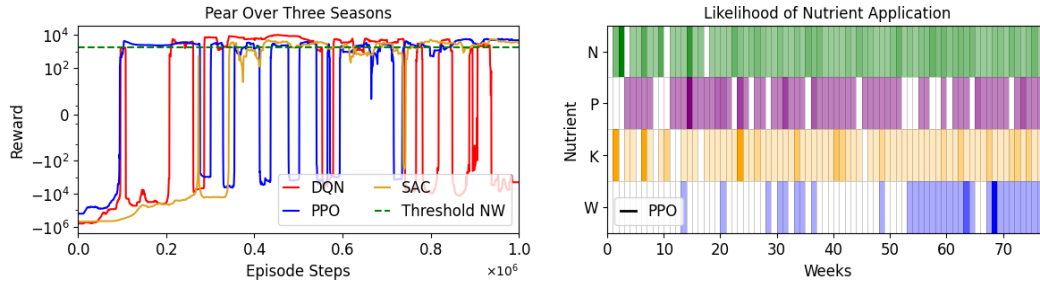 Pear Over Three Seasons
Reward
10^4
10^2
0
−10^2
−10^4
−10^6
DQN
PPO
SAC
Threshold NW
0.0 0.2 0.4 0.6 0.8 1.0
×10^6
Episode Steps
Likelihood of Nutrient Application
Nutrient
N
P
K
W
PPO
0 10 20 30 40 50 60 70
Weeks